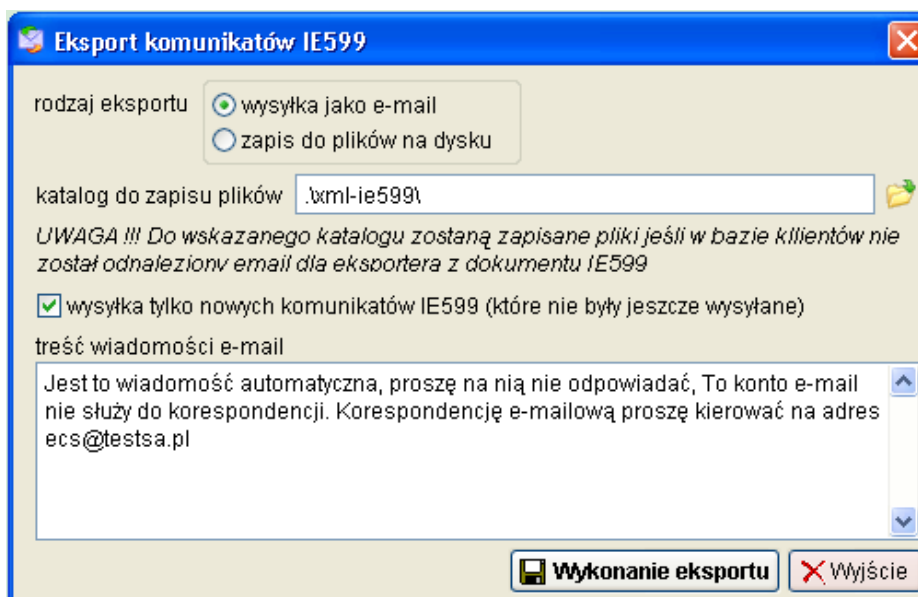 Eksport komunikatów IE599
rodzaj eksportu
wysyłka jako e-mail
zapis do plików na dysku
katalog do zapisu plików .\xml-ie599\
UWAGA !!! Do wskazanego katalogu zostaną zapisane pliki jeśli w bazie kilientów nie
został odnaleziony email dla eksportera z dokumentu IE599
wysyłka tylko nowych komunikatów IE599 (które nie były jeszcze wysyłane)
treść wiadomości e-mail
Jest to wiadomość automatyczna, proszę na nią nie odpowiadać, To konto e-mail
nie służy do korespondencji. Korespondencję e-mailową proszę kierować na adres
ecs@testsa.pl
Wykonanie eksportu Wyjście